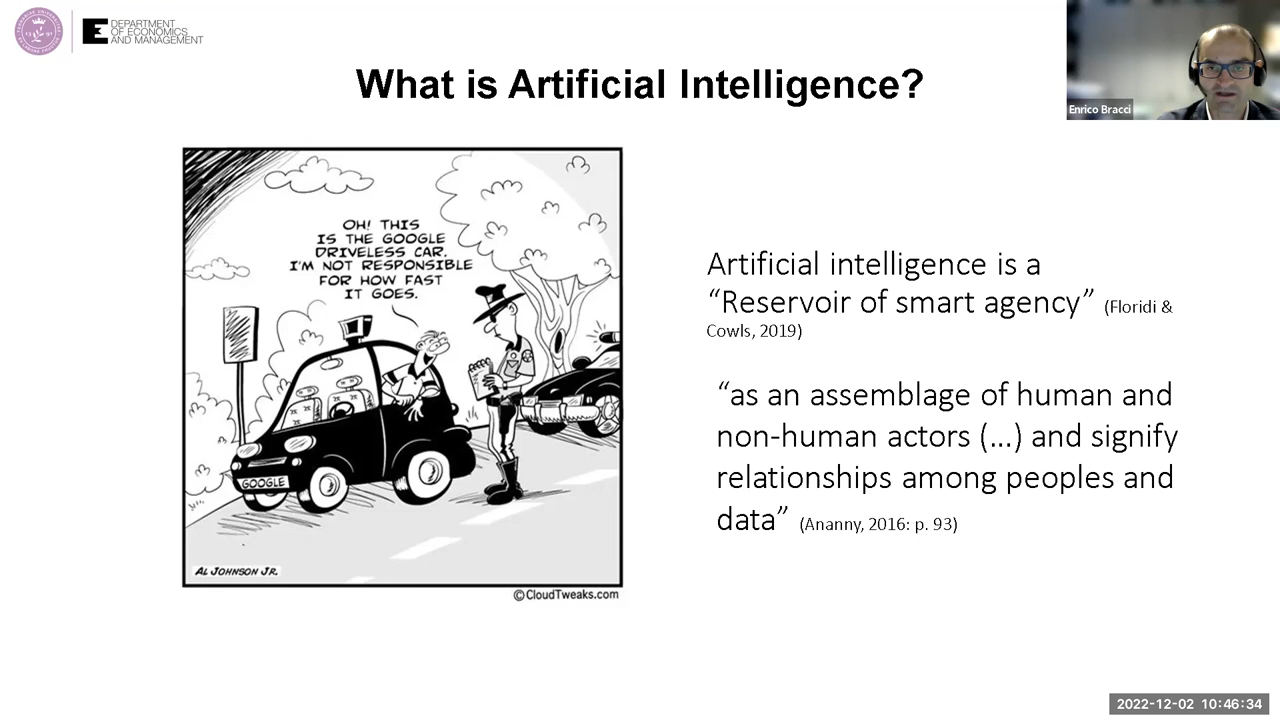 DEPARTMENT
OF ECONOMICS
AND MANAGEMENT
Enrico Bracci
What is Artificial Intelligence?
OH! THIS
IS THE GOOGLE
DRIVELESS CAR.
I'M NOT RESPONSIBLE
FOR HOW FAST
IT GOES.
GOOGLE
AL JOHNSON JR.
©CloudTweaks.com
Artificial intelligence is a
“Reservoir of smart agency” (Floridi &
Cowls, 2019)
“as an assemblage of human and
non-human actors (...) and signify
relationships among peoples and
data” (Ananny, 2016: p. 93)
2022-12-02 10:46:34